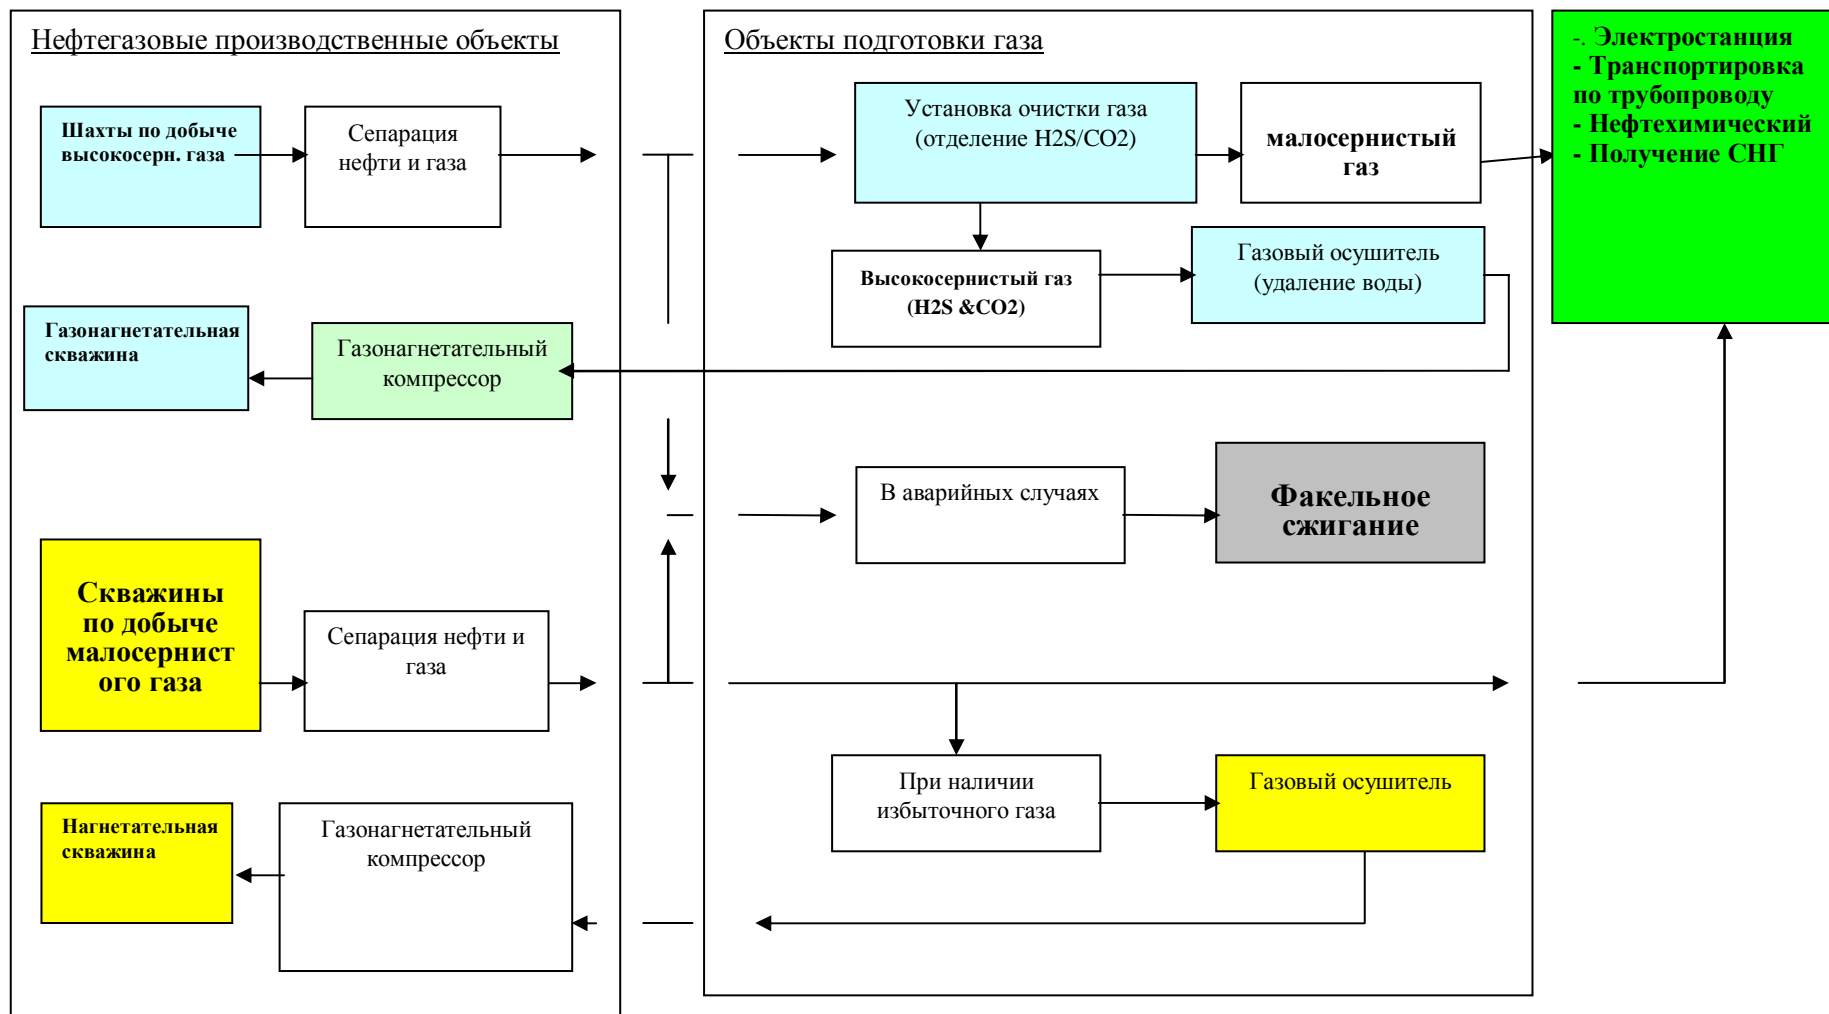 Нефтегазовые производственные объекты
Шахты по добыче
высокосерн. газа
Сепарация
нефти и газа
Газонагнетательная
скважина
Газонагнетательный
компрессор
Скважины
по добыче
малосернист
ого газа
Сепарация нефти и
газа
Нагнетательная
скважина
Газонагнетательный
компрессор
Объекты подготовки газа
Установка очистки газа
(отделение H2S/CO2)
малосернистый
газ
Высокосернистый газ
(H2S &CO2)
Газовый осушитель
(удаление воды)
В аварийных случаях
Факельное
сжигание
При наличии
избыточного газа
Газовый осушитель
-. Электростанция
- Транспортировка
по трубопроводу
- Нефтехимический
- Получение СНГ